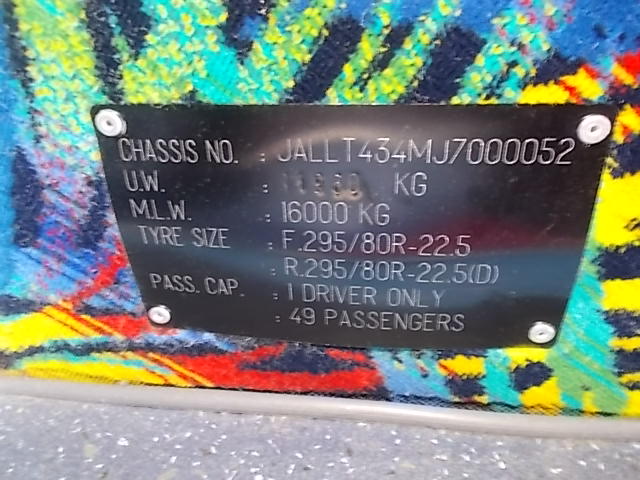 CHASSIS NO. : JALLT434MJ7000052
U.W. : KG
M.L.W. : 16000 KG
TYRE SIZE : F.295/80R-22.5
: R.295/80R-22.5(D)
PASS. CAP. : 1 DRIVER ONLY
: 49 PASSENGERS